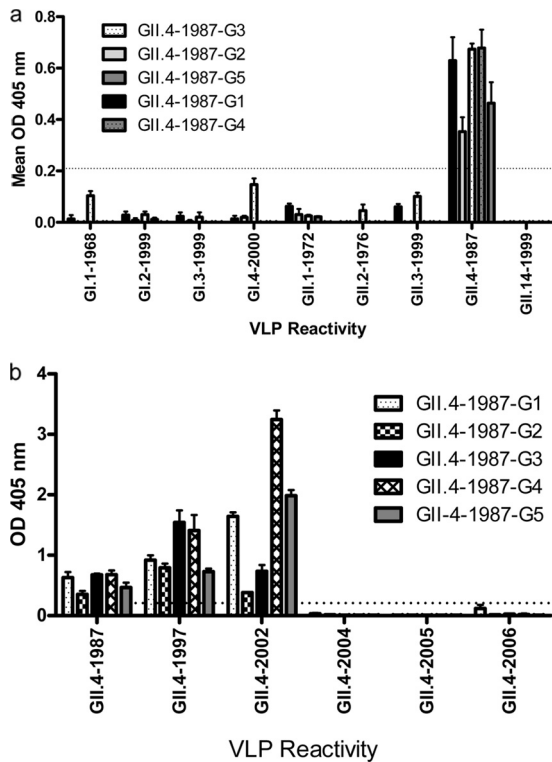 a
Mean OD 405 nm
0.8
0.6
0.4
0.2
0.0
GII.4-1987-G3
GII.4-1987-G2
GII.4-1987-G5
GII.4-1987-G1
GII.4-1987-G4
GI.1-1968
GI.2-1999
GI.3-1999
GI.4-2000
GII.1-1972
GII.2-1976
GII.3-1999
GII.4-1987
GII.14-1999
VLP Reactivity
b
OD 405 nm
4
3
2
1
0
GII.4-1987-G1
GII.4-1987-G2
GII.4-1987-G3
GII.4-1987-G4
GII-4-1987-G5
GII.4-1987
GII.4-1997
GII.4-2002
GII.4-2004
GII.4-2005
GII.4-2006
VLP Reactivity